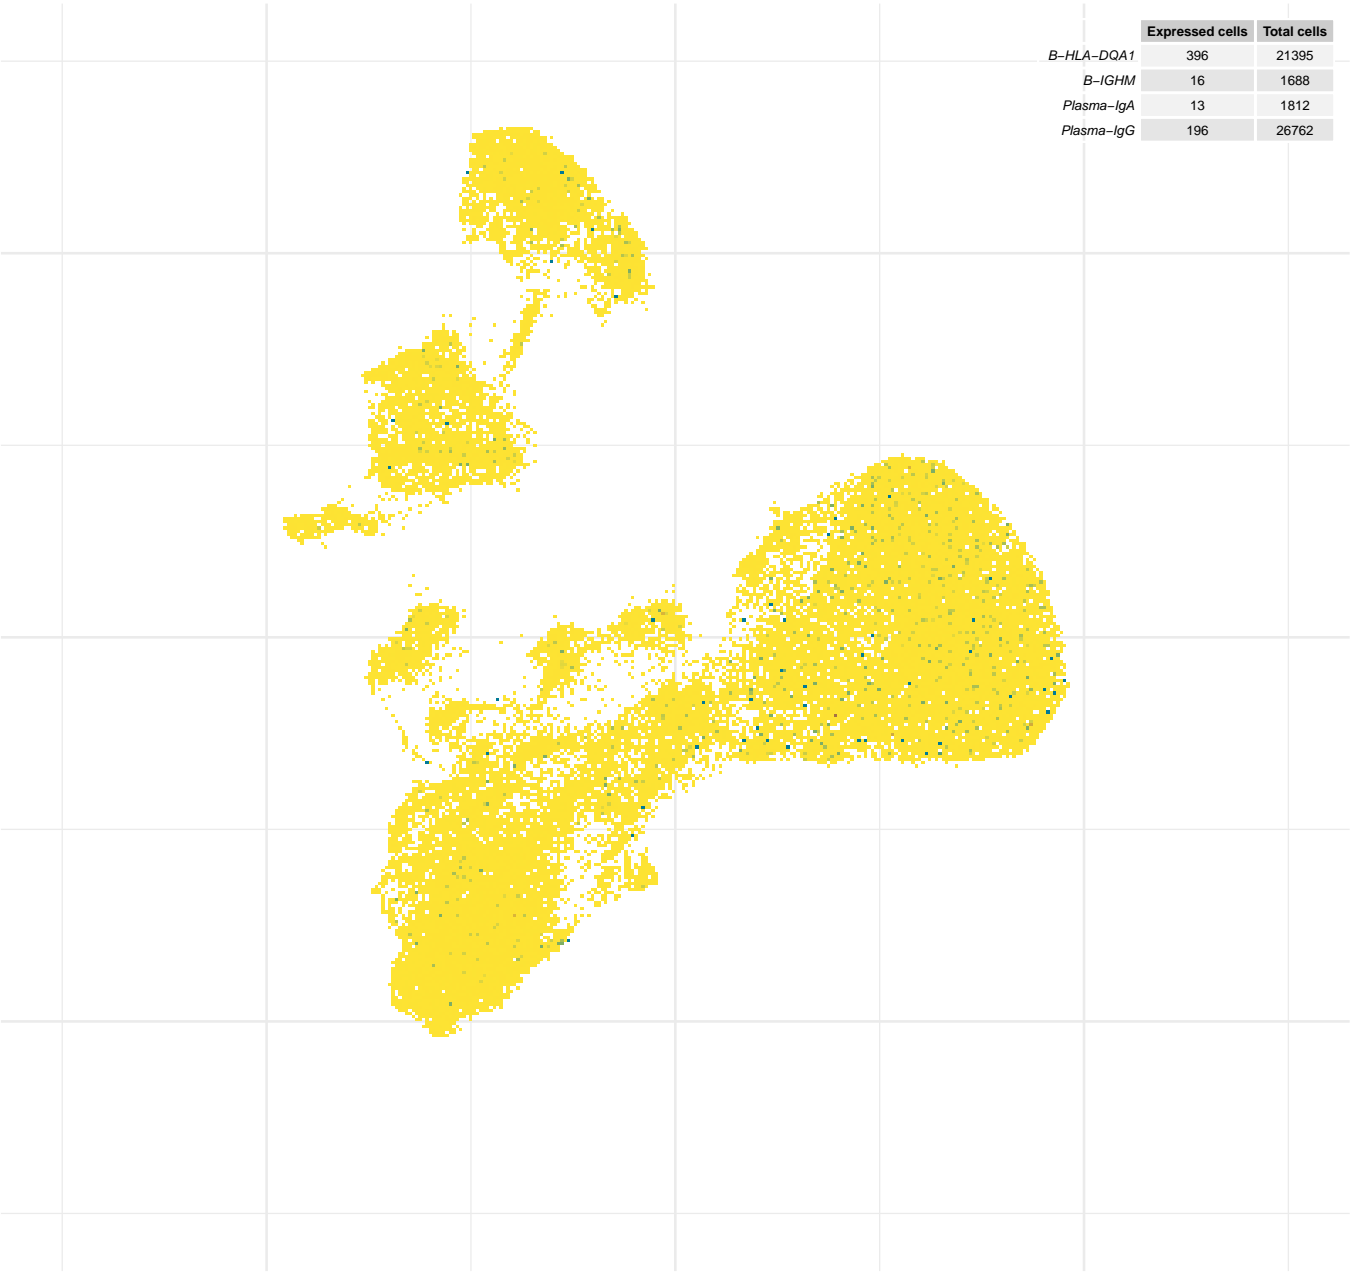 Expressed cells Total cells
B−HLA−DQA1 396 21395
B−IGHM 16 1688
Plasma−IgA 13 1812
Plasma−IgG 196 26762